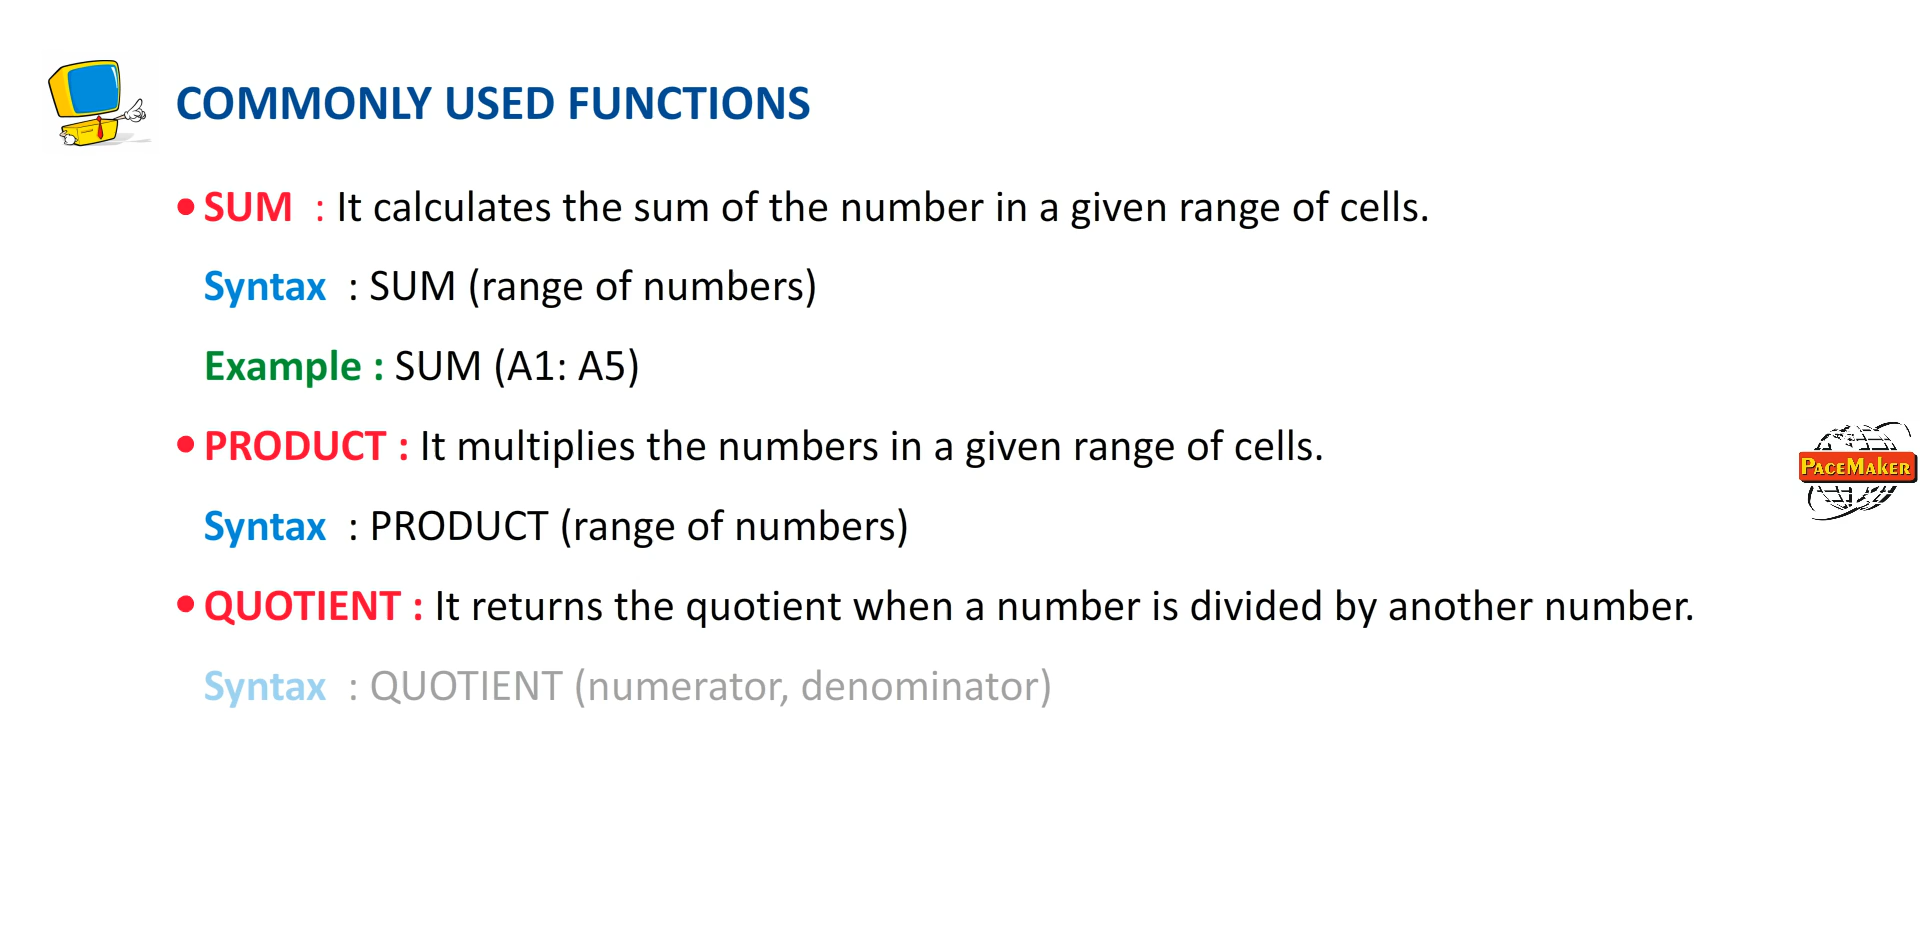 COMMONLY USED FUNCTIONS
• SUM : It calculates the sum of the number in a given range of cells.
Syntax : SUM (range of numbers)
Example : SUM (A1: A5)
• PRODUCT : It multiplies the numbers in a given range of cells.
PACEMAKER
Syntax : PRODUCT (range of numbers)
• QUOTIENT : It returns the quotient when a number is divided by another number.
Syntax : QUOTIENT (numerator, denominator)